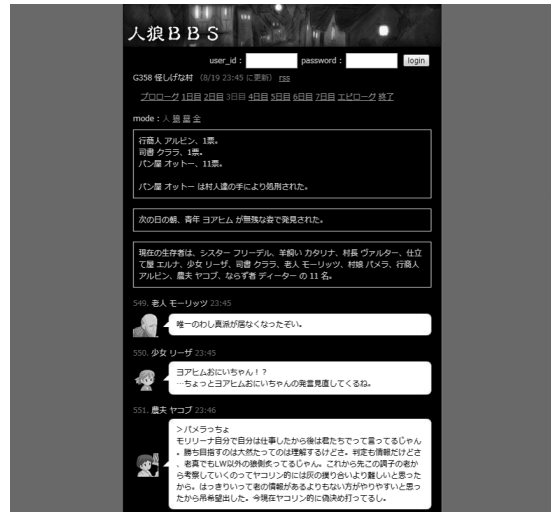 人狼BBS
user_id : password : login
G358 怪しげな村 (8/19 23:45 に更新) rss
プロローグ 1日目 2日目 3日目 4日目 5日目 6日目 7日目 エピローグ 終了
mode : 人 狼 墓 全
行商人 アルビン、1票。
司書 クララ、1票。
パン屋 オットー、11票。
パン屋 オットー は村人達の手により処刑された。
次の日の朝、青年 ヨアヒム が無残な姿で発見された。
現在の生存者は、シスター フリーデル、羊飼い カタリナ、村長 ヴァルター、仕立
て屋 エルナ、少女 リーザ、司書 クララ、老人 モーリッツ、村娘 パメラ、行商人
アルビン、農夫 ヤコブ、ならず者 ディーター の 11 名。
549. 老人 モーリッツ 23:45
唯一のわし真派が居なくなったぞい。
550. 少女 リーザ 23:45
ヨアヒムおにいちゃん！？
…ちょっとヨアヒムおにいちゃんの発言見直してくるね。
551. 農夫 ヤコブ 23:46
＞パメラっちょ
モリリーナ自分で自分は仕事したから後は君たちでって言ってるじゃん
。勝ち目指すのは大然たってのは理解するけどさ。判定も情報だけどさ
、老真でもLW以外の狼側炙ってるじゃん。これから先この調子の老か
ら考察していくのってヤコリン的には灰の擦り合いより難しいと思った
から。はっきりいって老の情報があるよりもない方がやりやすいと思っ
たから吊希望出した。今現在ヤコリン的に偽決め打ってるし。